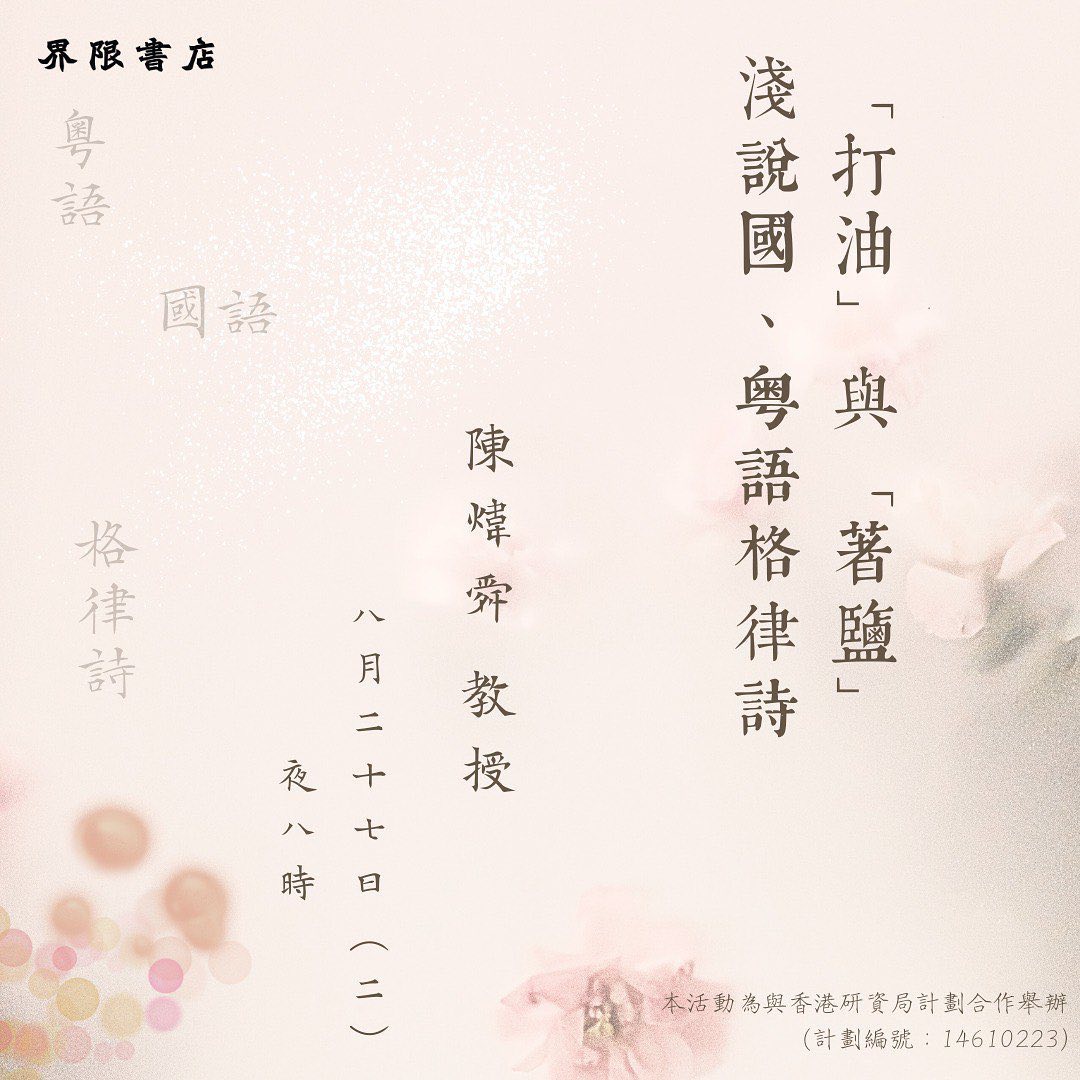 界限書店
「打油」與「著鹽」
淺說國、粵語格律詩
陳煒舜 教授
八月二十七日（二）
夜八時
粵語
國語
格律詩
本活動為與香港研資局計劃合作舉辦
(計劃編號：14610223)